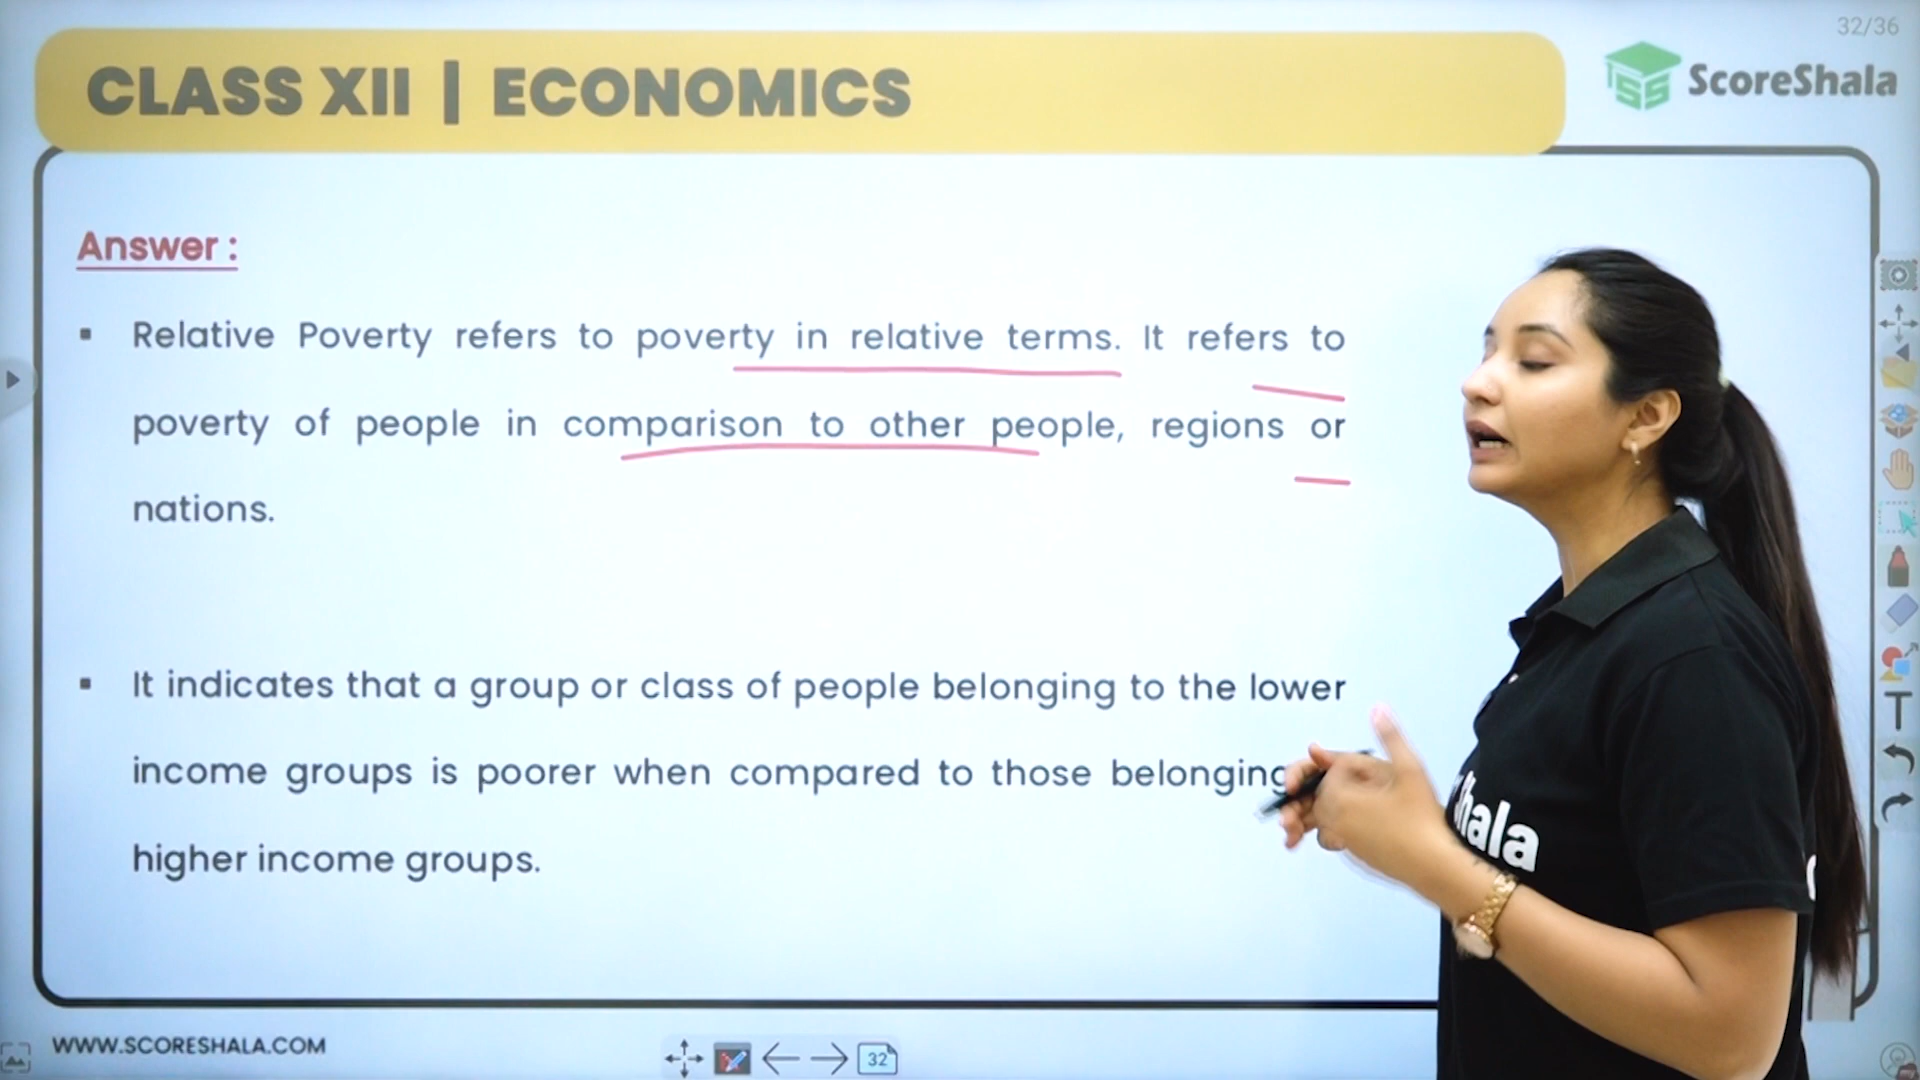 32/36
CLASS XII | ECONOMICS
SS ScoreShala
Answer :
▪ Relative Poverty refers to poverty in relative terms. It refers to
poverty of people in comparison to other people, regions or
nations.
▪ It indicates that a group or class of people belonging to the lower
income groups is poorer when compared to those belonging
higher income groups.
hala
WWW.SCORESHALA.COM
32
T